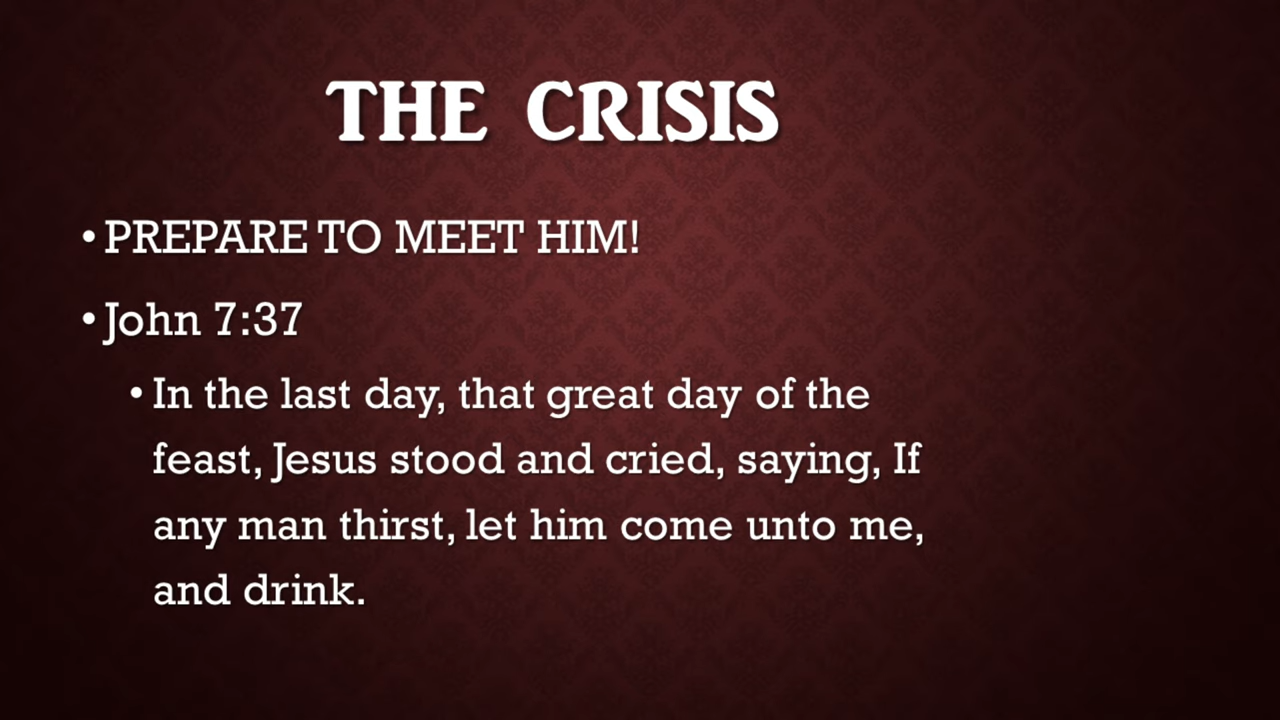 THE CRISIS
• PREPARE TO MEET HIM!
• John 7:37
• In the last day, that great day of the
feast, Jesus stood and cried, saying, If
any man thirst, let him come unto me,
and drink.